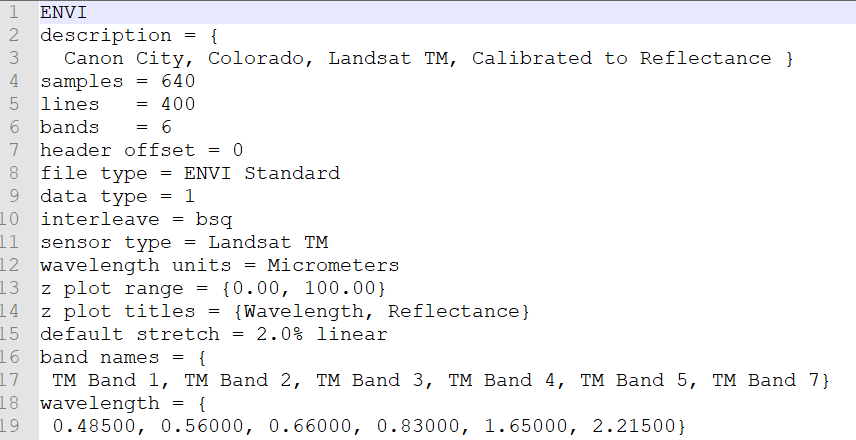 1 ENVI
2 description = {
3   Canon City, Colorado, Landsat TM, Calibrated to Reflectance }
4 samples = 640
5 lines   = 400
6 bands   = 6
7 header offset = 0
8 file type = ENVI Standard
9 data type = 1
10 interleave = bsq
11 sensor type = Landsat TM
12 wavelength units = Micrometers
13 z plot range = {0.00, 100.00}
14 z plot titles = {Wavelength, Reflectance}
15 default stretch = 2.0% linear
16 band names = {
17  TM Band 1, TM Band 2, TM Band 3, TM Band 4, TM Band 5, TM Band 7}
18 wavelength = {
19  0.48500, 0.56000, 0.66000, 0.83000, 1.65000, 2.21500}